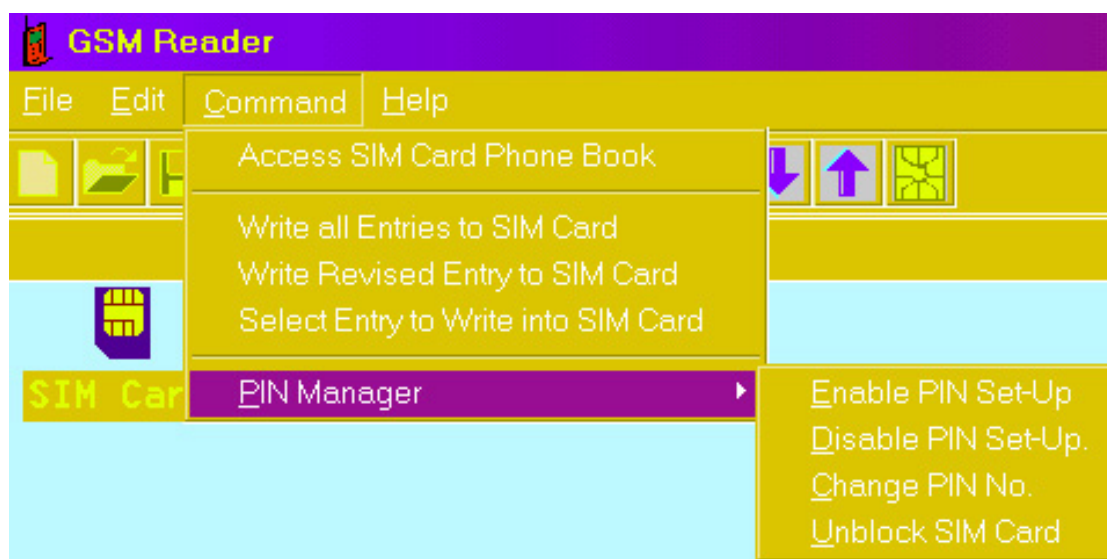 GSM Reader
File Edit Command Help
Access SIM Card Phone Book
Write all Entries to SIM Card
Write Revised Entry to SIM Card
Select Entry to Write into SIM Card
SIM Car
PIN Manager
Enable PIN Set-Up
Disable PIN Set-Up.
Change PIN No.
Unblock SIM Card